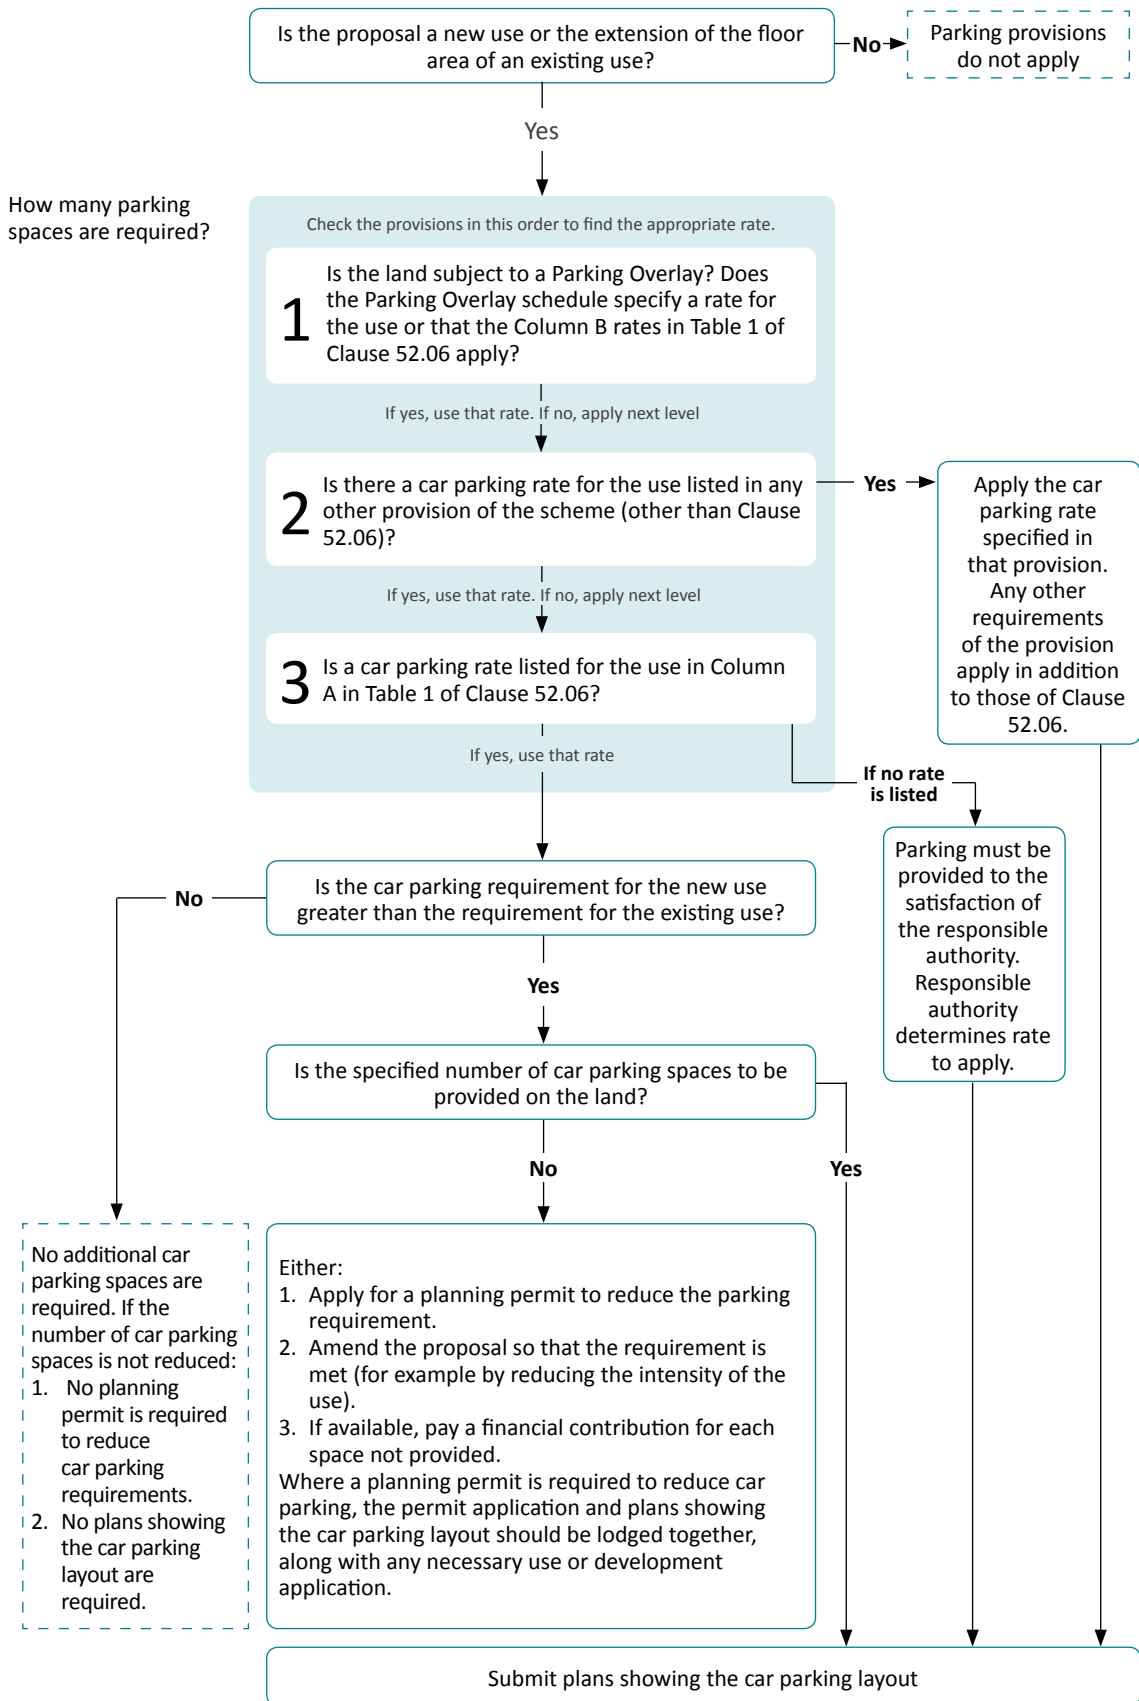 Is the proposal a new use or the extension of the floor
area of an existing use?
No
Parking provisions
do not apply
Yes
How many parking
spaces are required?
Check the provisions in this order to find the appropriate rate.
1
Is the land subject to a Parking Overlay? Does
the Parking Overlay schedule specify a rate for
the use or that the Column B rates in Table 1 of
Clause 52.06 apply?
If yes, use that rate. If no, apply next level
2
Is there a car parking rate for the use listed in any
other provision of the scheme (other than Clause
52.06)?
Yes
Apply the car
parking rate
specified in
that provision.
Any other
requirements
of the provision
apply in addition
to those of Clause
52.06.
If yes, use that rate. If no, apply next level
3
Is a car parking rate listed for the use in Column
A in Table 1 of Clause 52.06?
If yes, use that rate
If no rate
is listed
Parking must be
provided to the
satisfaction of
the responsible
authority.
Responsible
authority
determines rate
to apply.
Is the car parking requirement for the new use
greater than the requirement for the existing use?
No
Yes
Is the specified number of car parking spaces to be
provided on the land?
No
Yes
No additional car
parking spaces are
required. If the
number of car parking
spaces is not reduced:
1. No planning
permit is required
to reduce
car parking
requirements.
2. No plans showing
the car parking
layout are
required.
Either:
1. Apply for a planning permit to reduce the parking
requirement.
2. Amend the proposal so that the requirement is
met (for example by reducing the intensity of the
use).
3. If available, pay a financial contribution for each
space not provided.
Where a planning permit is required to reduce car
parking, the permit application and plans showing
the car parking layout should be lodged together,
along with any necessary use or development
application.
Submit plans showing the car parking layout